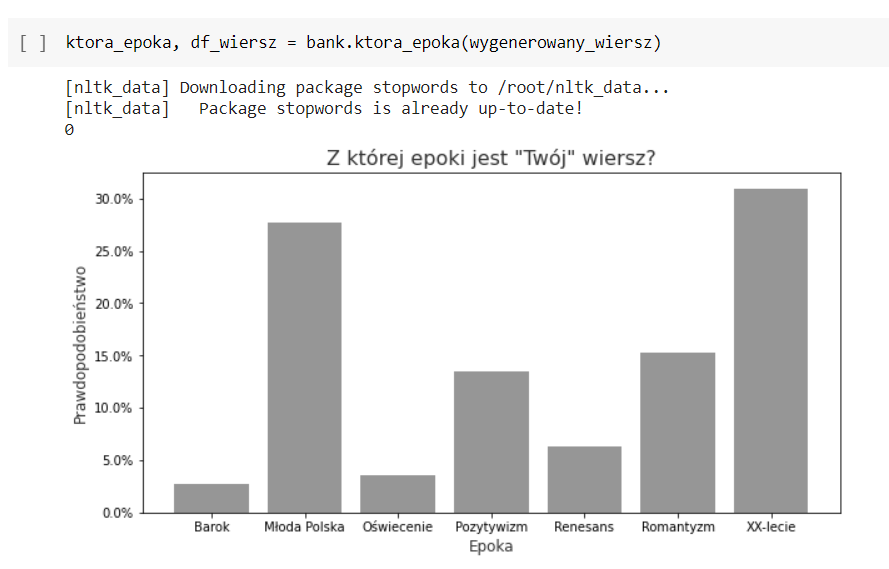 [ ] ktora_epoka, df_wiersz = bank.ktora_epoka(wygenerowany_wiersz)
[nltk_data] Downloading package stopwords to /root/nltk_data...
[nltk_data]   Package stopwords is already up-to-date!
0
Z której epoki jest "Twój" wiersz?
Prawdopodobieństwo
30.0%
25.0%
20.0%
15.0%
10.0%
5.0%
0.0%
Barok Młoda Polska Oświecenie Pozytywizm Renesans Romantyzm XX-lecie
Epoka